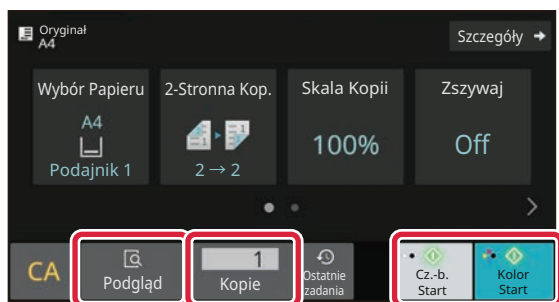 Oryginał
A4
Szczegóły
Wybór Papieru
A4
Podajnik 1
2-Stronna Kop.
2 → 2
Skala Kopii
100%
Zszywaj
Off
CA
Podgląd
1
Kopie
Ostatnie
zadania
Cz.-b.
Start
Kolor
Start